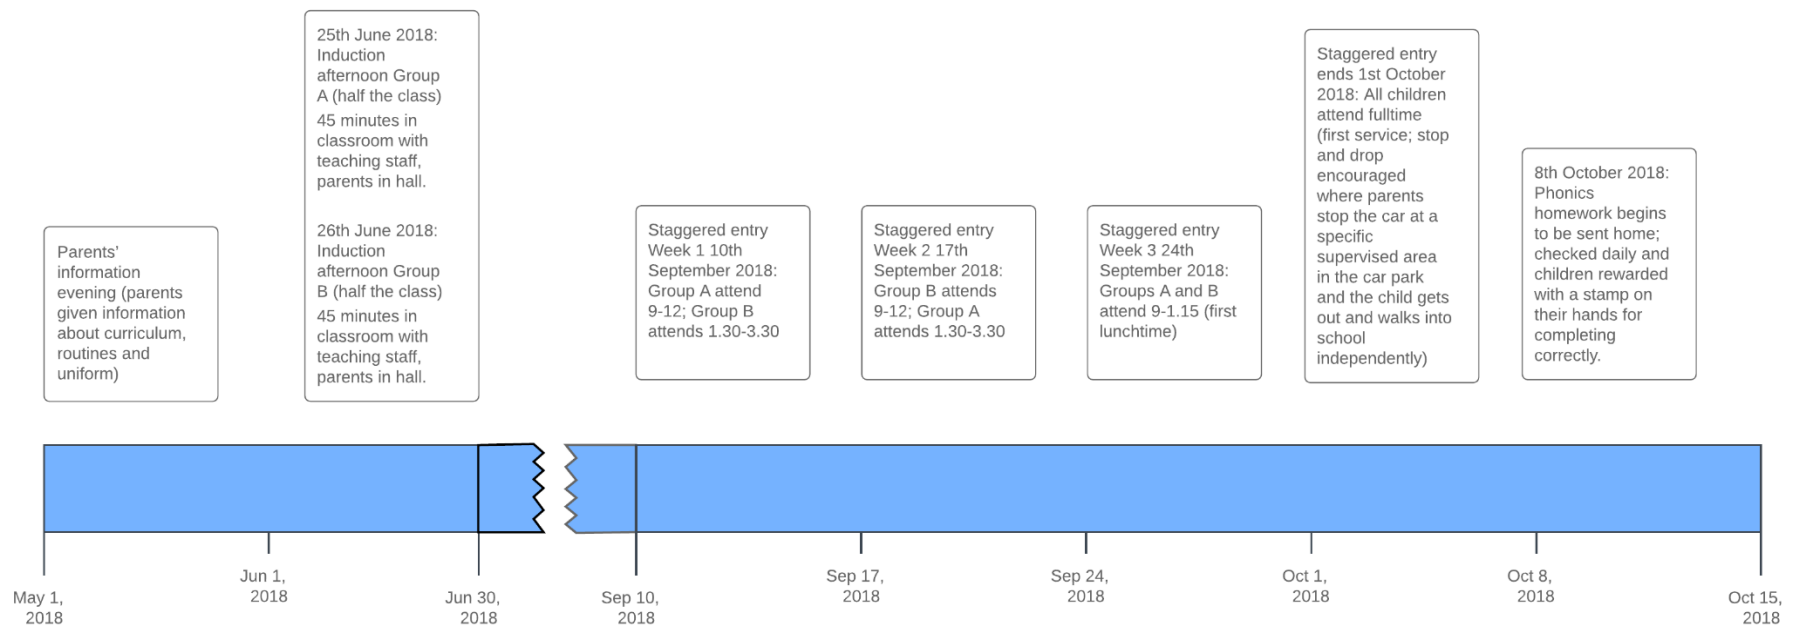 Parents'
information
evening (parents
given information
about curriculum,
routines and
uniform)
25th June 2018:
Induction
afternoon Group
A (half the class)
45 minutes in
classroom with
teaching staff,
parents in hall.
26th June 2018:
Induction
afternoon Group
B (half the class)
45 minutes in
classroom with
teaching staff,
parents in hall.
Staggered entry
Week 1 10th
September 2018:
Group A attend
9-12; Group B
attends 1.30-3.30
Staggered entry
Week 2 17th
September 2018:
Group B attends
9-12; Group A
attends 1.30-3.30
Staggered entry
Week 3 24th
September 2018:
Groups A and B
attend 9-1.15 (first
lunchtime)
Staggered entry
ends 1st October
2018: All children
attend fulltime
(first service; stop
and drop
encouraged
where parents
stop the car at a
specific
supervised area
in the car park
and the child gets
out and walks into
school
independently)
8th October 2018:
Phonics
homework begins
to be sent home;
checked daily and
children rewarded
with a stamp on
their hands for
completing
correctly.
May 1,
2018
Jun 1,
2018
Jun 30,
2018
Sep 10,
2018
Sep 17,
2018
Sep 24,
2018
Oct 1,
2018
Oct 8,
2018
Oct 15,
2018